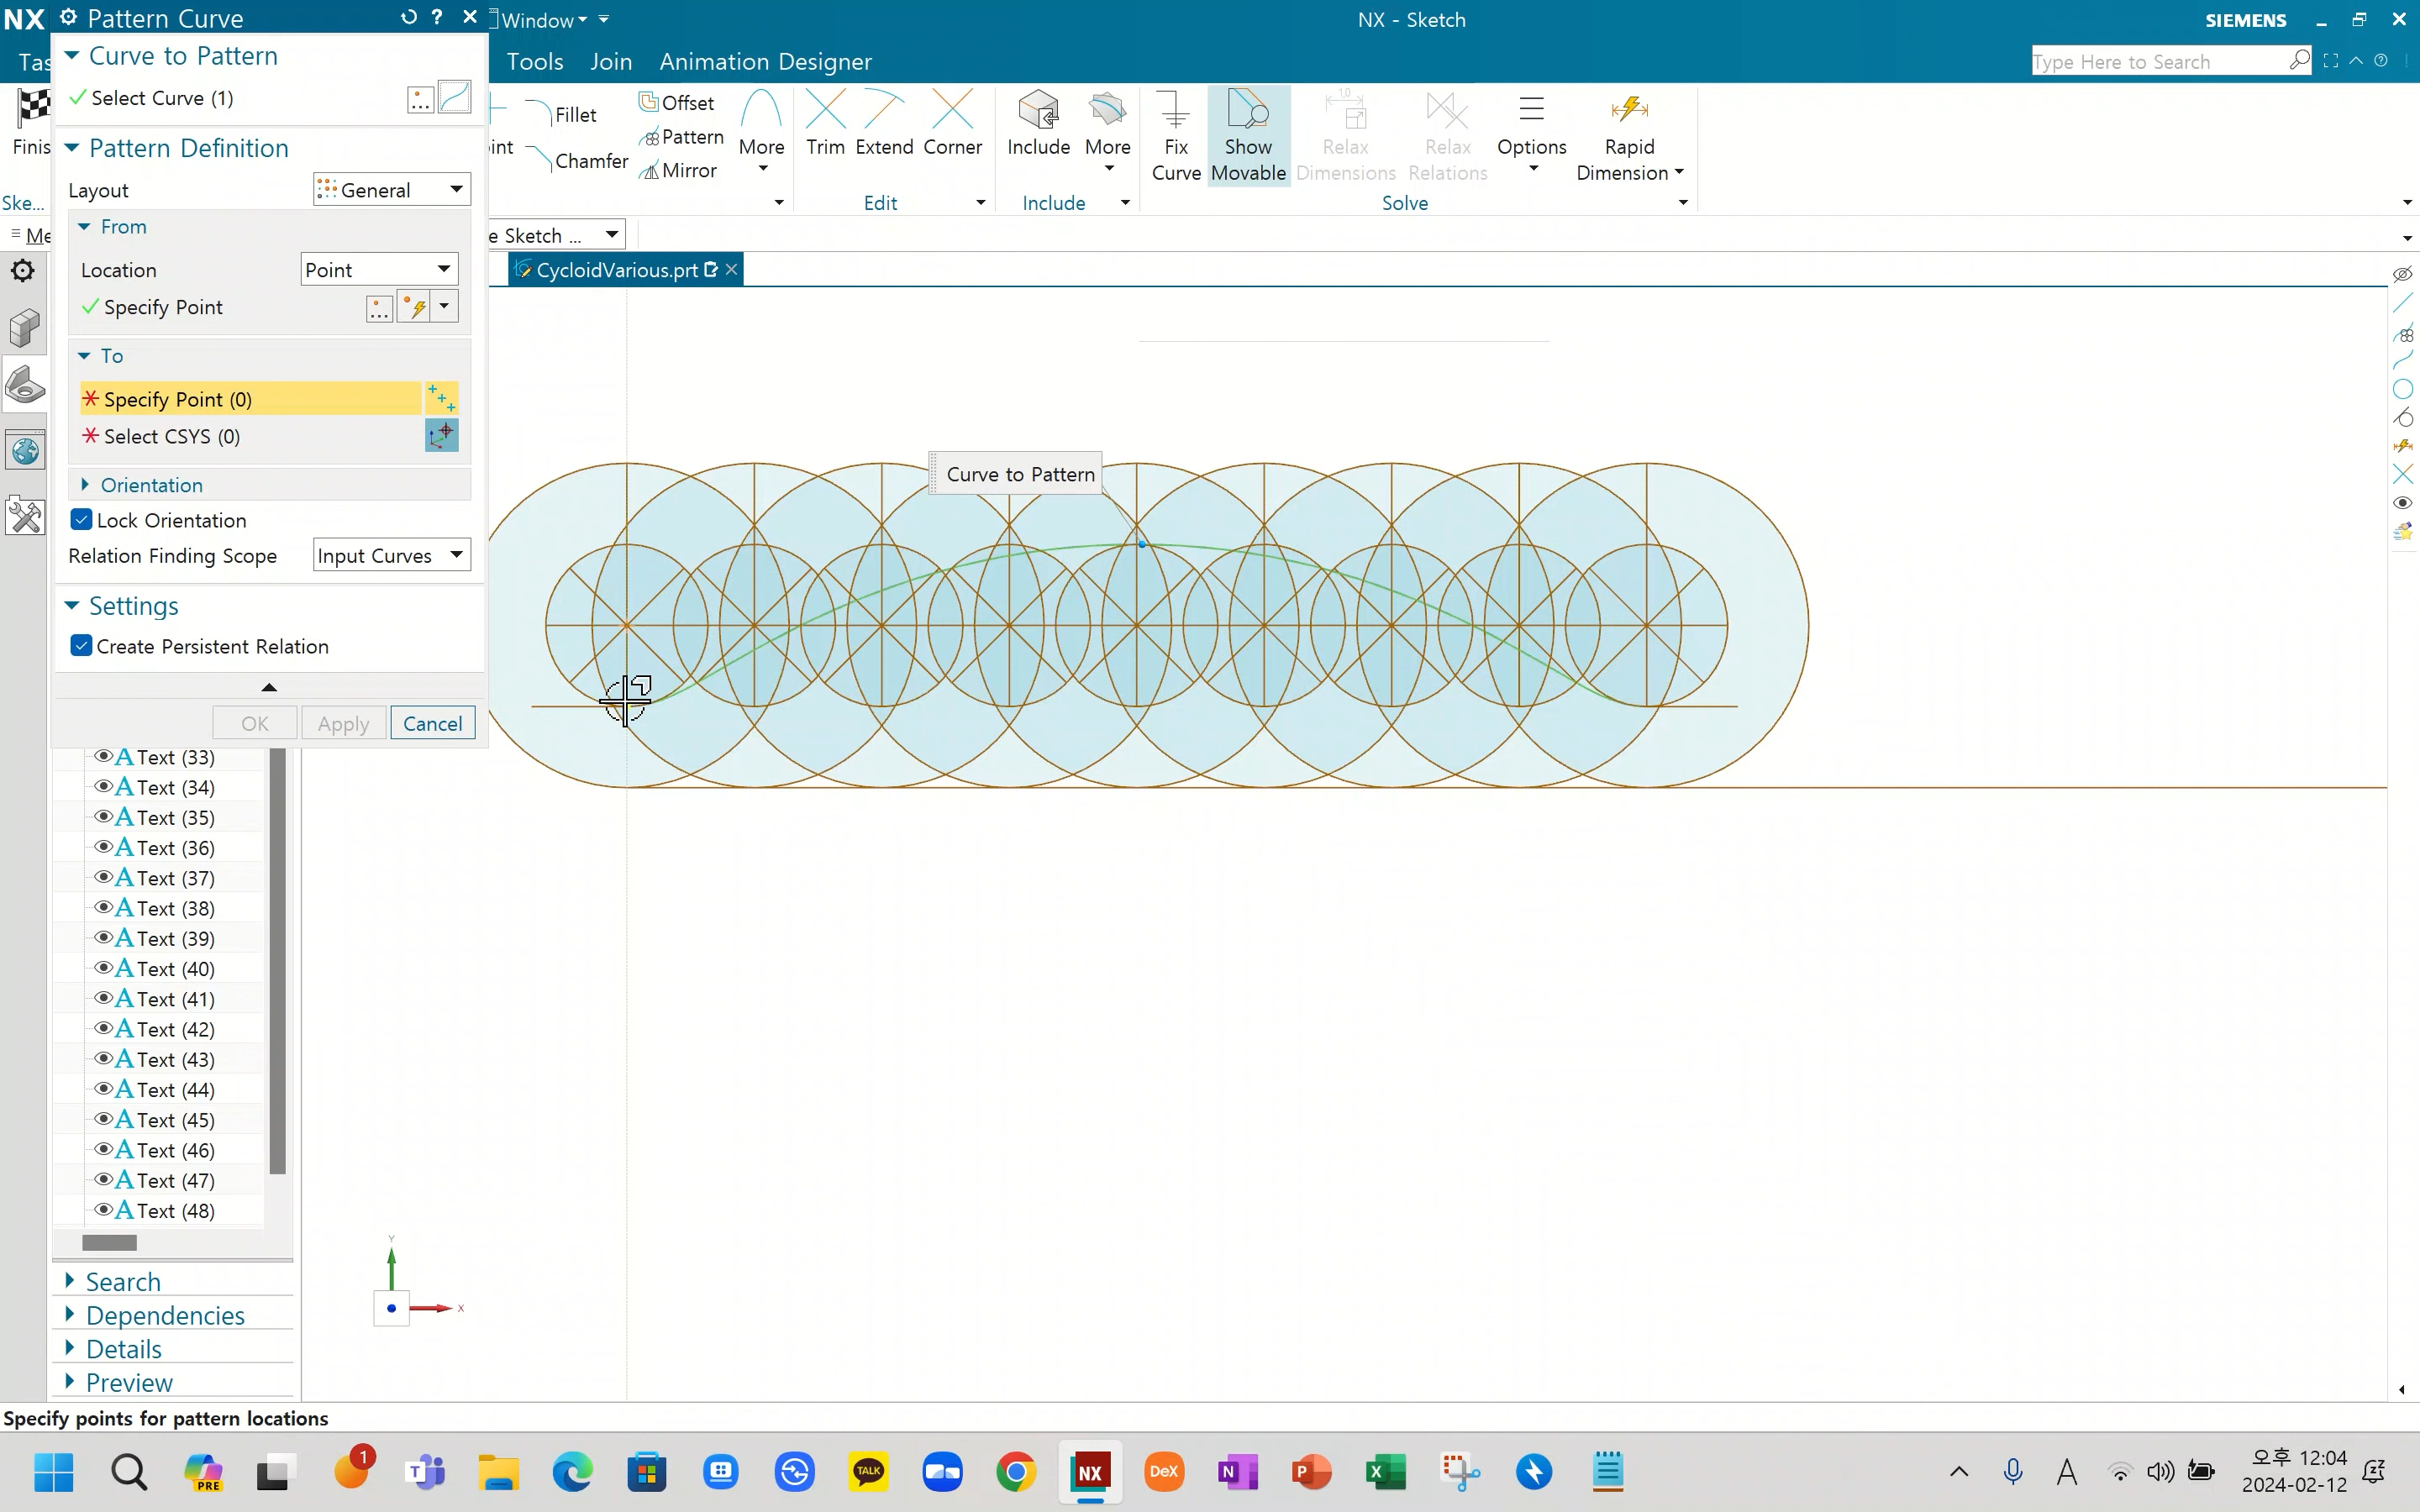 NX Pattern Curve ? Window NX - Sketch SIEMENS
Curve to Pattern
Tas Tools Join Animation Designer Type Here to Search
Select Curve (1)
Finis int Fillet Offset More Trim Extend Corner Include More Fix Curve Show Movable Relax Dimensions Relax Relations Options Rapid Dimension
Pattern
Chamfer Mirror
Pattern Definition
Layout General
Ske... Edit Include Solve
From
Me e Sketch ...
Location Point
CycloidVarious.prt
Specify Point
To
Specify Point (0)
Select CSYS (0)
Curve to Pattern
Orientation
Lock Orientation
Relation Finding Scope Input Curves
Settings
Create Persistent Relation
OK Apply Cancel
Text (33)
Text (34)
Text (35)
Text (36)
Text (37)
Text (38)
Text (39)
Text (40)
Text (41)
Text (42)
Text (43)
Text (44)
Text (45)
Text (46)
Text (47)
Text (48)
Y
X
Search
Dependencies
Details
Preview
Specify points for pattern locations
PRE 1 T TALK NX DeX N P X A 오후 12:04
2024-02-12